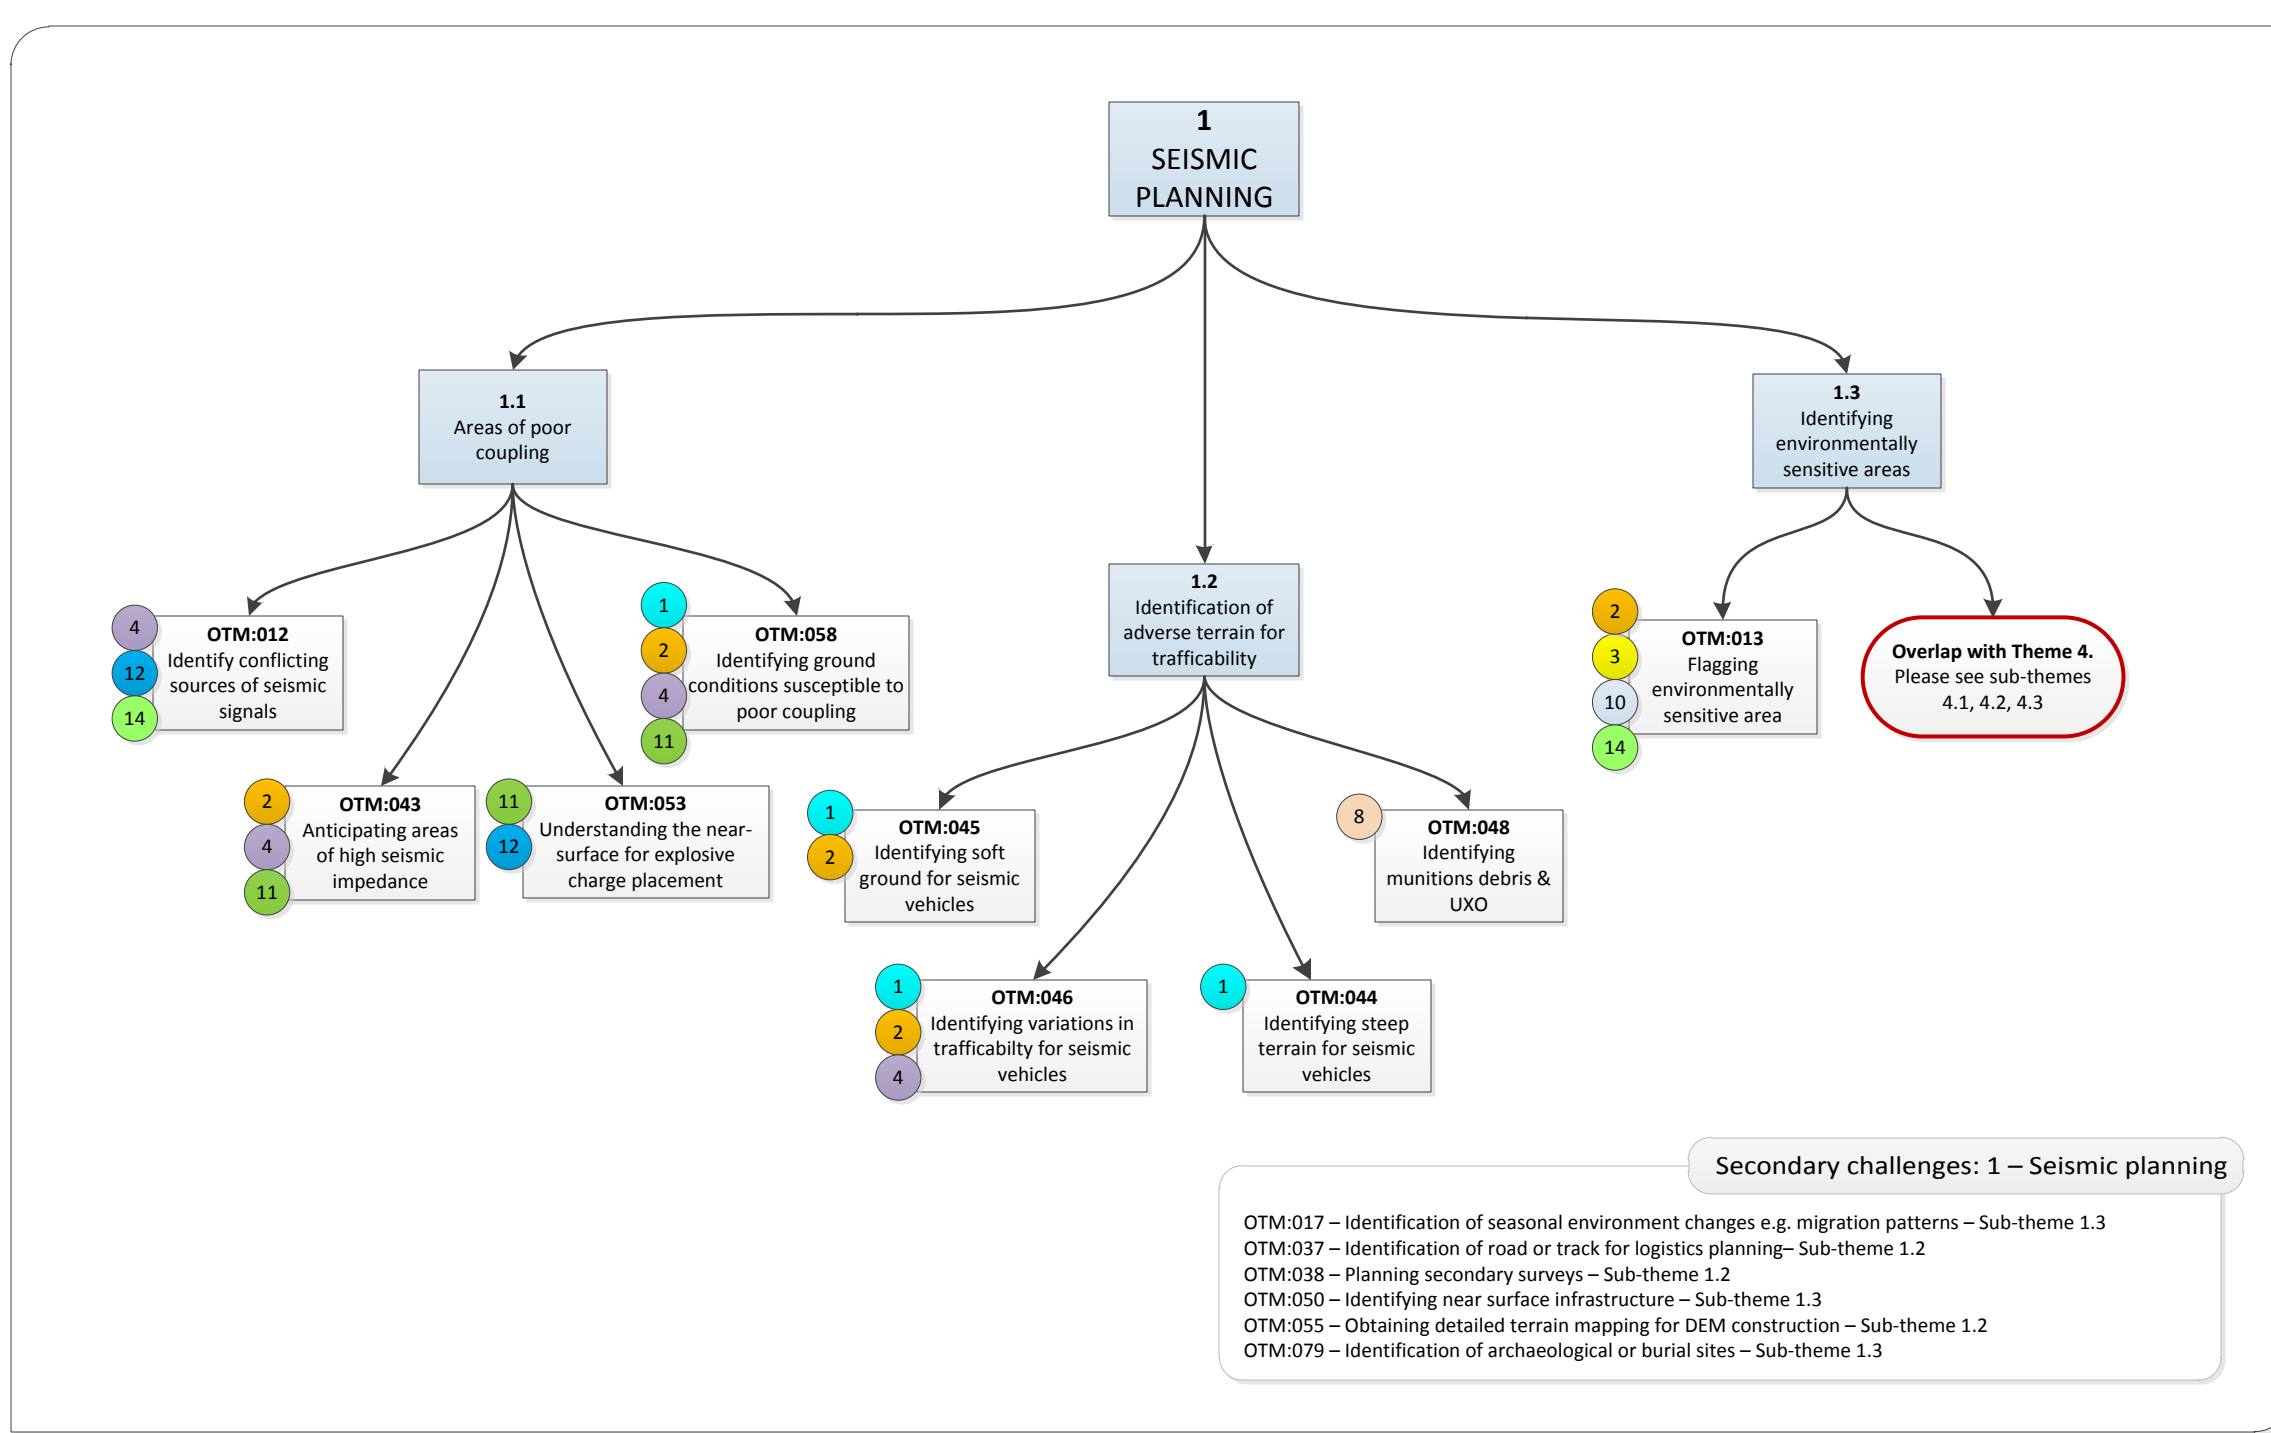 1
SEISMIC
PLANNING
1.1
Areas of poor
coupling
1.3
Identifying
environmentally
sensitive areas
1.2
Identification of
adverse terrain for
trafficability
4
12
14
OTM:012
Identify conflicting
sources of seismic
signals
1
2
4
11
OTM:058
Identifying ground
conditions susceptible to
poor coupling
2
3
10
14
OTM:013
Flagging
environmentally
sensitive area
Overlap with Theme 4.
Please see sub-themes
4.1, 4.2, 4.3
2
4
11
OTM:043
Anticipating areas
of high seismic
impedance
11
12
OTM:053
Understanding the near-
surface for explosive
charge placement
1
2
OTM:045
Identifying soft
ground for seismic
vehicles
8
OTM:048
Identifying
munitions debris &
UXO
1
2
4
OTM:046
Identifying variations in
trafficabilty for seismic
vehicles
1
OTM:044
Identifying steep
terrain for seismic
vehicles
Secondary challenges: 1 – Seismic planning
OTM:017 – Identification of seasonal environment changes e.g. migration patterns – Sub-theme 1.3
OTM:037 – Identification of road or track for logistics planning– Sub-theme 1.2
OTM:038 – Planning secondary surveys – Sub-theme 1.2
OTM:050 – Identifying near surface infrastructure – Sub-theme 1.3
OTM:055 – Obtaining detailed terrain mapping for DEM construction – Sub-theme 1.2
OTM:079 – Identification of archaeological or burial sites – Sub-theme 1.3